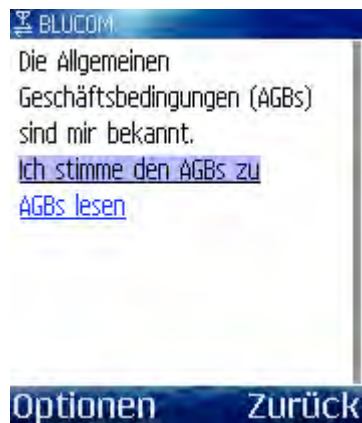 BLUCOM
Die Allgemeinen
Geschäftsbedingungen (AGBs)
sind mir bekannt.
Ich stimme den AGBs zu
AGBs lesen
Optionen Zurück